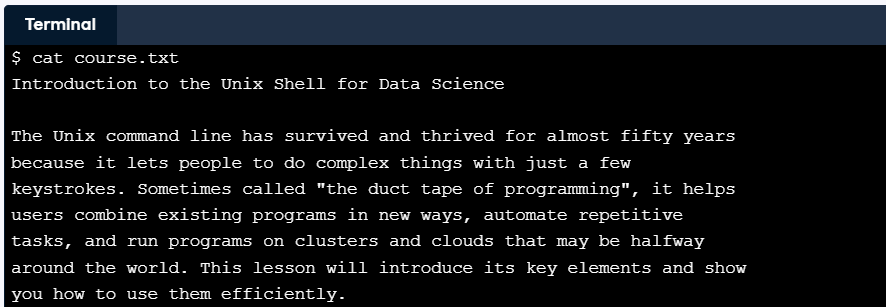 Terminal
$ cat course.txt
Introduction to the Unix Shell for Data Science
The Unix command line has survived and thrived for almost fifty years
because it lets people to do complex things with just a few
keystrokes. Sometimes called "the duct tape of programming", it helps
users combine existing programs in new ways, automate repetitive
tasks, and run programs on clusters and clouds that may be halfway
around the world. This lesson will introduce its key elements and show
you how to use them efficiently.